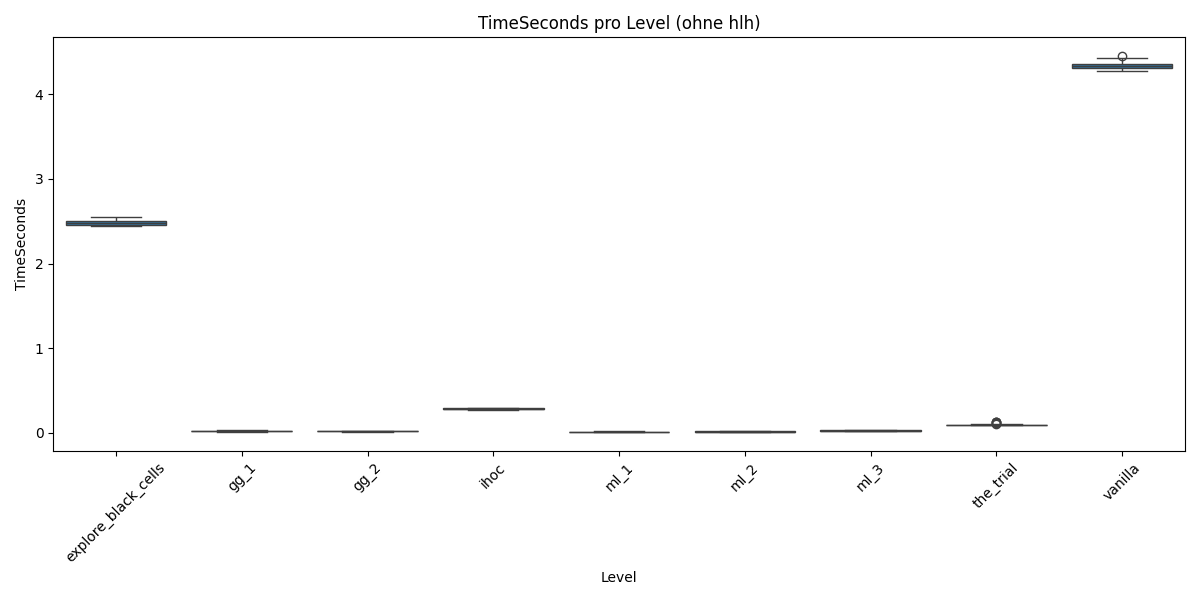 TimeSeconds pro Level (ohne hlh)
TimeSeconds
4
3
2
1
0
explore_black_cells
gg_1
gg_2
ihoc
ml_1
ml_2
ml_3
the_trial
vanilla
Level